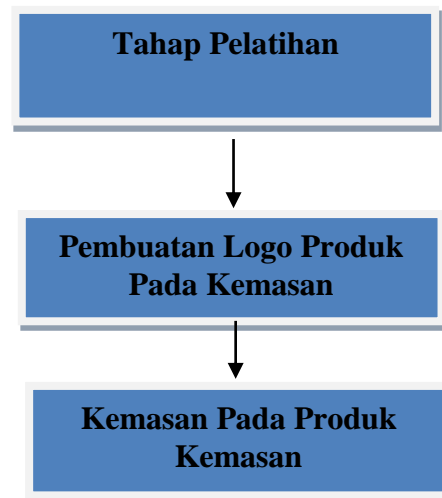 Tahap Pelatihan
Pembuatan Logo Produk
Pada Kemasan
Kemasan Pada Produk
Kemasan